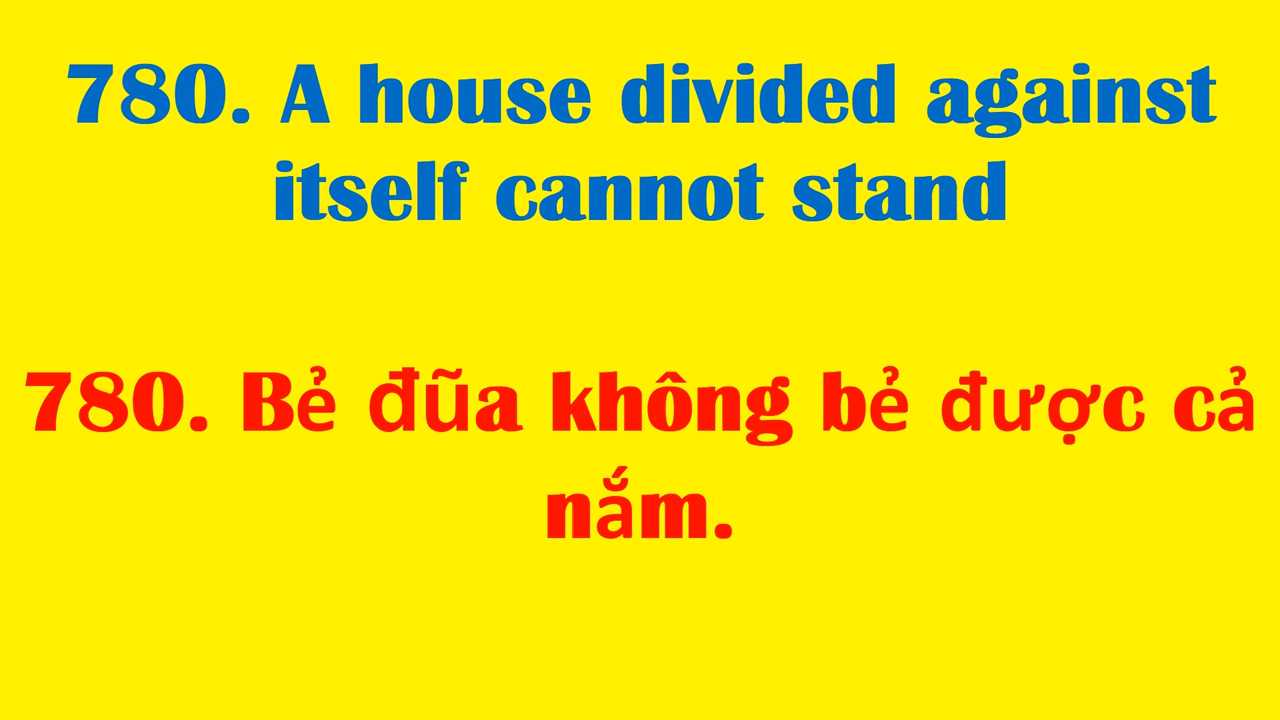 780. A house divided against
itself cannot stand
780. Bẻ đũa không bẻ được cả
nắm.